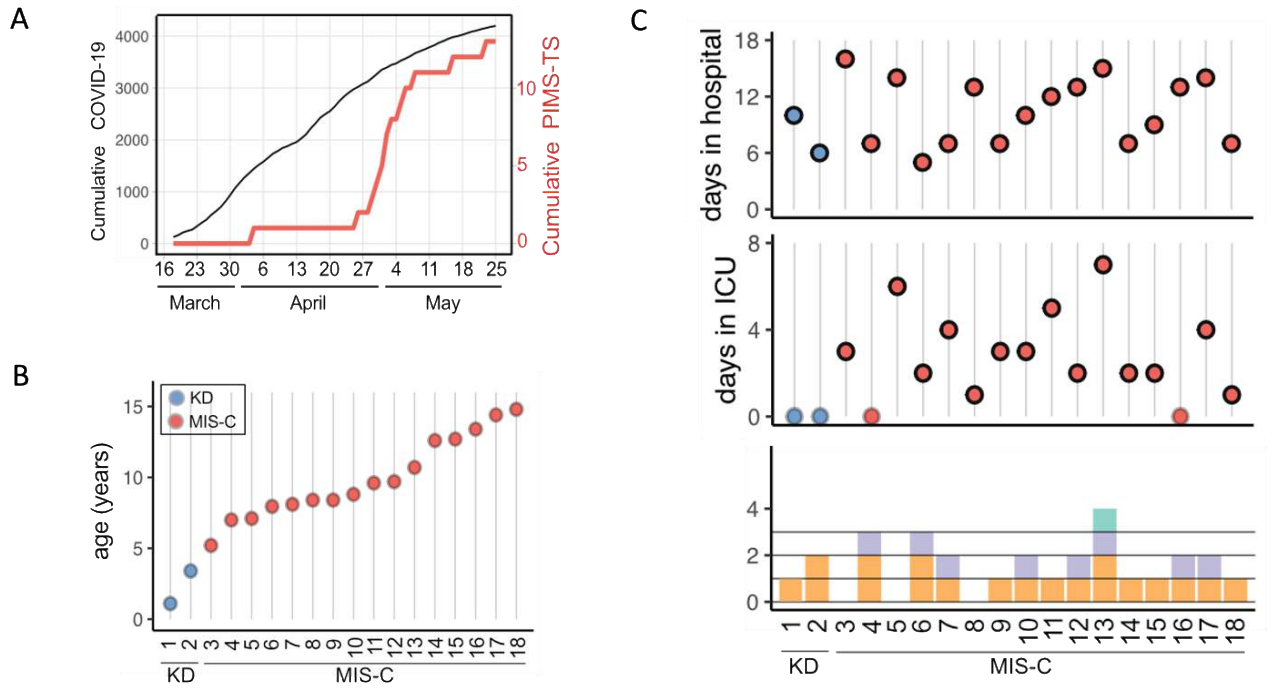 A
Cumulative COVID-19
4000
3000
2000
1000
0
10
5
0
Cumulative PIMS-TS
16 23 30 6 13 20 27 4 11 18 25
March April May
B
KD
MIS-C
age (years)
15
10
5
0
1 2 3 4 5 6 7 8 9 10 11 12 13 14 15 16 17 18
KD MIS-C
C
days in hospital
18
12
6
0
days in ICU
8
4
0
4
2
0
1 2 3 4 5 6 7 8 9 10 11 12 13 14 15 16 17 18
KD MIS-C